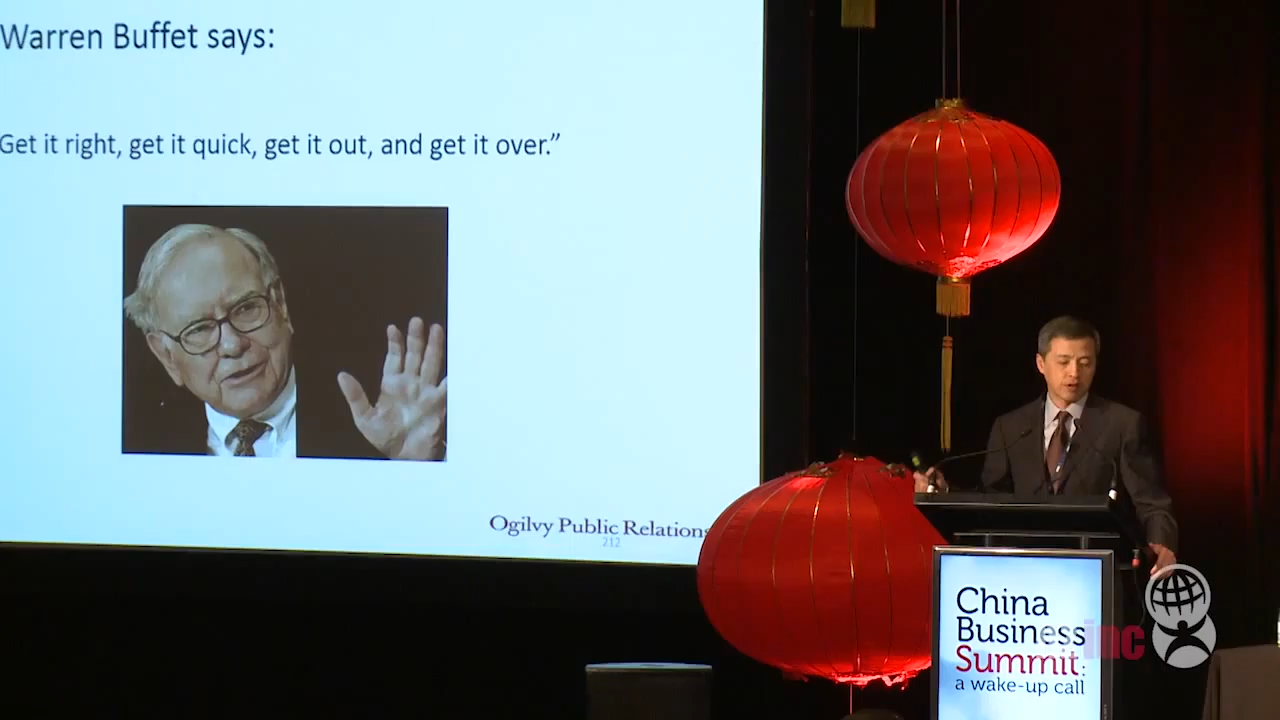 Warren Buffet says:
Get it right, get it quick, get it out, and get it over.”
Ogilvy Public Relations
212
China
Business
Summit:
a wake-up call
inc